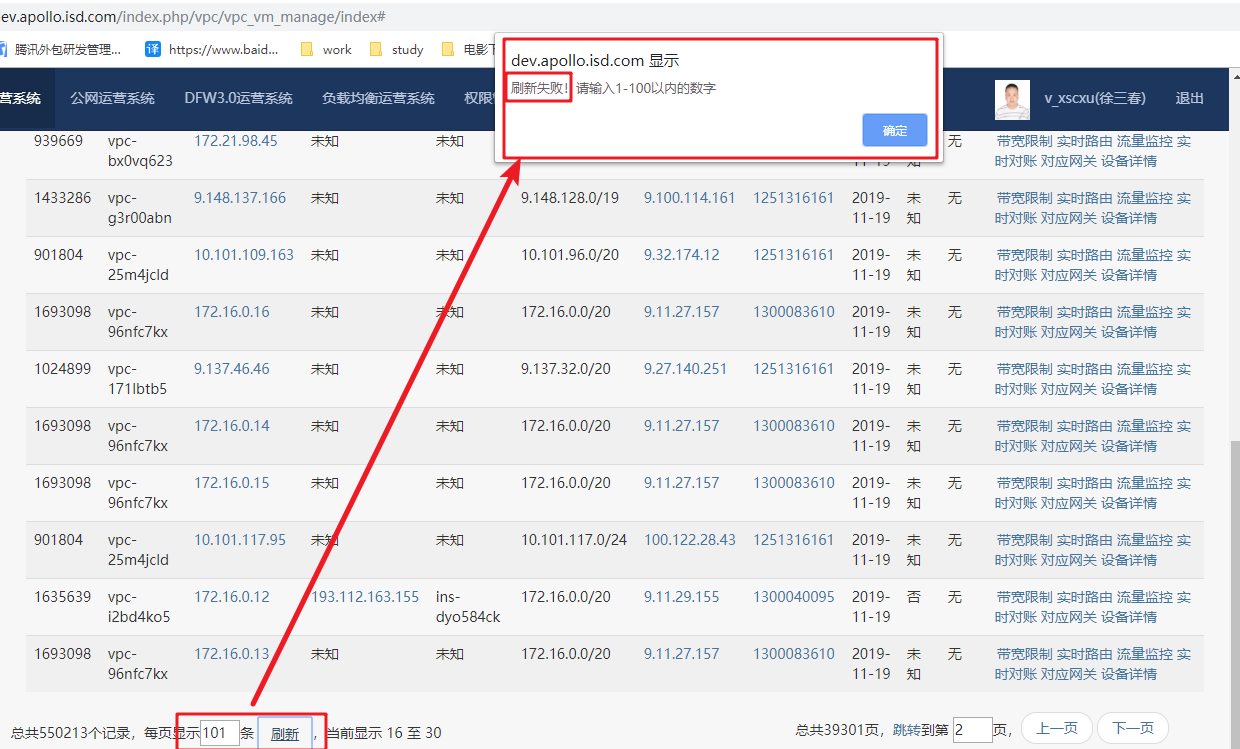 ev.apollo.isd.com/index.php/vpc/vpc_vm_manage/index#
腾讯外包研发管理... 译 https://www.baid... work study 电影下
dev.apollo.isd.com 显示
刷新失败! 请输入1-100以内的数字
确定
营系统 公网运营系统 DFW3.0运营系统 负载均衡运营系统 权限 v_xscxu(徐三春) 退出
939669 vpc- 172.21.98.45 未知 未知 无 带宽限制 实时路由 流量监控 实
bx0vq623 11-19 知 时对账 对应网关 设备详情
1433286 vpc- 9.148.137.166 未知 未知 9.148.128.0/19 9.100.114.161 1251316161 2019- 未 无 带宽限制 实时路由 流量监控 实
g3r00abn 11-19 知 时对账 对应网关 设备详情
901804 vpc- 10.101.109.163 未知 未知 10.101.96.0/20 9.32.174.12 1251316161 2019- 未 无 带宽限制 实时路由 流量监控 实
25m4jcld 11-19 知 时对账 对应网关 设备详情
1693098 vpc- 172.16.0.16 未知 未知 172.16.0.0/20 9.11.27.157 1300083610 2019- 未 无 带宽限制 实时路由 流量监控 实
96nfc7kx 11-19 知 时对账 对应网关 设备详情
1024899 vpc- 9.137.46.46 未知 未知 9.137.32.0/20 9.27.140.251 1251316161 2019- 未 无 带宽限制 实时路由 流量监控 实
171lbtb5 11-19 知 时对账 对应网关 设备详情
1693098 vpc- 172.16.0.14 未知 未知 172.16.0.0/20 9.11.27.157 1300083610 2019- 未 无 带宽限制 实时路由 流量监控 实
96nfc7kx 11-19 知 时对账 对应网关 设备详情
1693098 vpc- 172.16.0.15 未知 未知 172.16.0.0/20 9.11.27.157 1300083610 2019- 未 无 带宽限制 实时路由 流量监控 实
96nfc7kx 11-19 知 时对账 对应网关 设备详情
901804 vpc- 10.101.117.95 未知 未知 10.101.117.0/24 100.122.28.43 1251316161 2019- 未 无 带宽限制 实时路由 流量监控 实
25m4jcld 11-19 知 时对账 对应网关 设备详情
1635639 vpc- 172.16.0.12 193.112.163.155 ins- 172.16.0.0/20 9.11.29.155 1300040095 2019- 否 无 带宽限制 实时路由 流量监控 实
i2bd4ko5 dyo584ck 11-19 时对账 对应网关 设备详情
1693098 vpc- 172.16.0.13 未知 未知 172.16.0.0/20 9.11.27.157 1300083610 2019- 未 无 带宽限制 实时路由 流量监控 实
96nfc7kx 11-19 知 时对账 对应网关 设备详情
总共550213个记录，每页显示 101 条 刷新 ，当前显示 16 至 30 总共39301页，跳转到第 2 页， 上一页 下一页